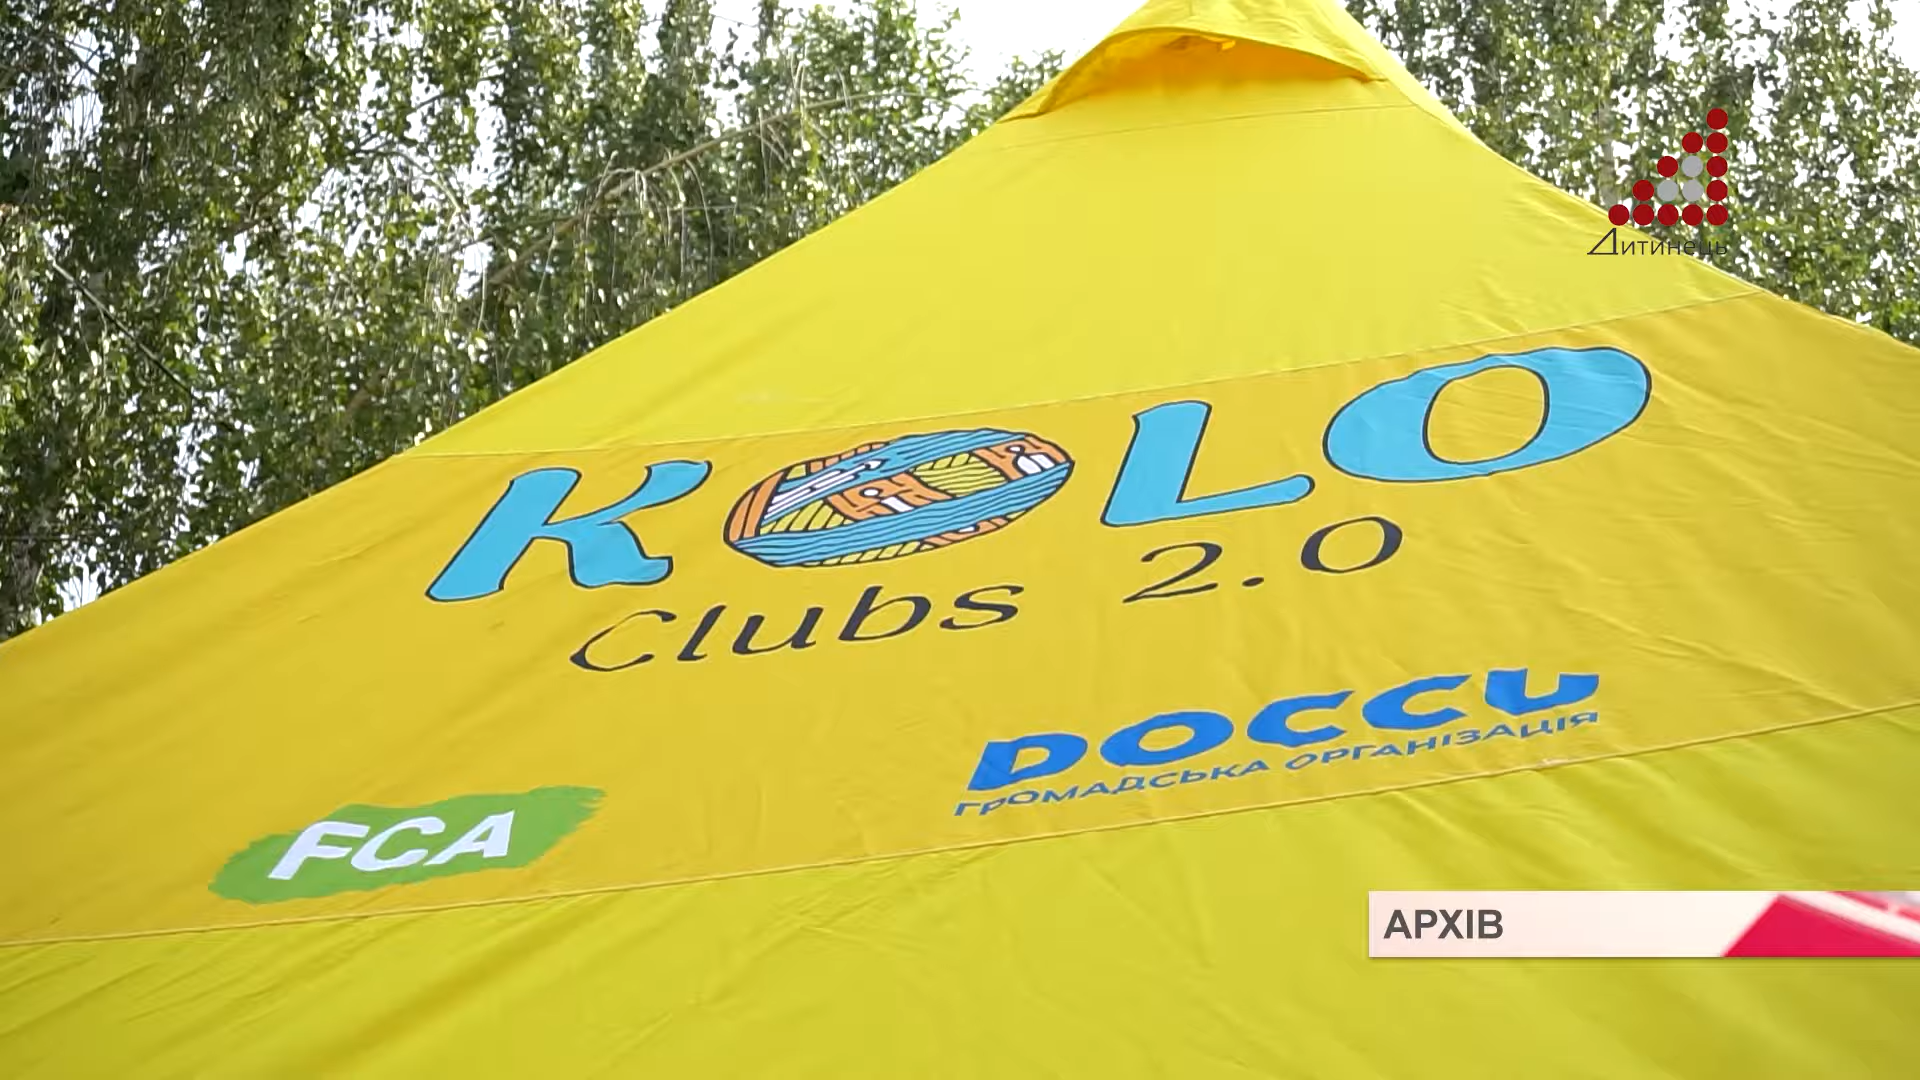 Дитинець
KOLO
Clubs 2.0
DOCCU
ГРОМАДСЬКА ОРГАНІЗАЦІЯ
FCA
АРХІВ